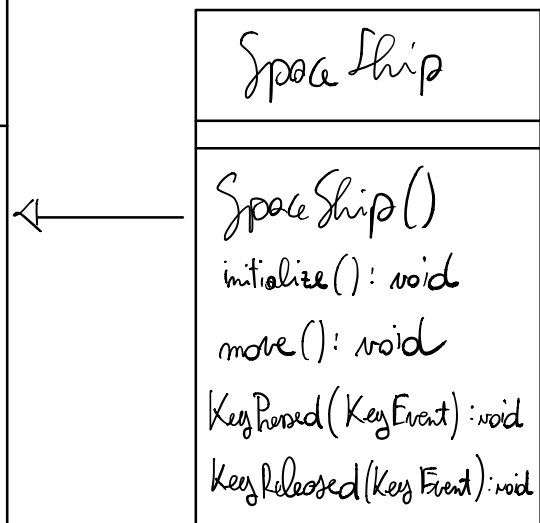 SpaceShip
SpaceShip()
initialize(): void
move(): void
KeyPressed(KeyEvent):void
KeyReleased(KeyEvent):void